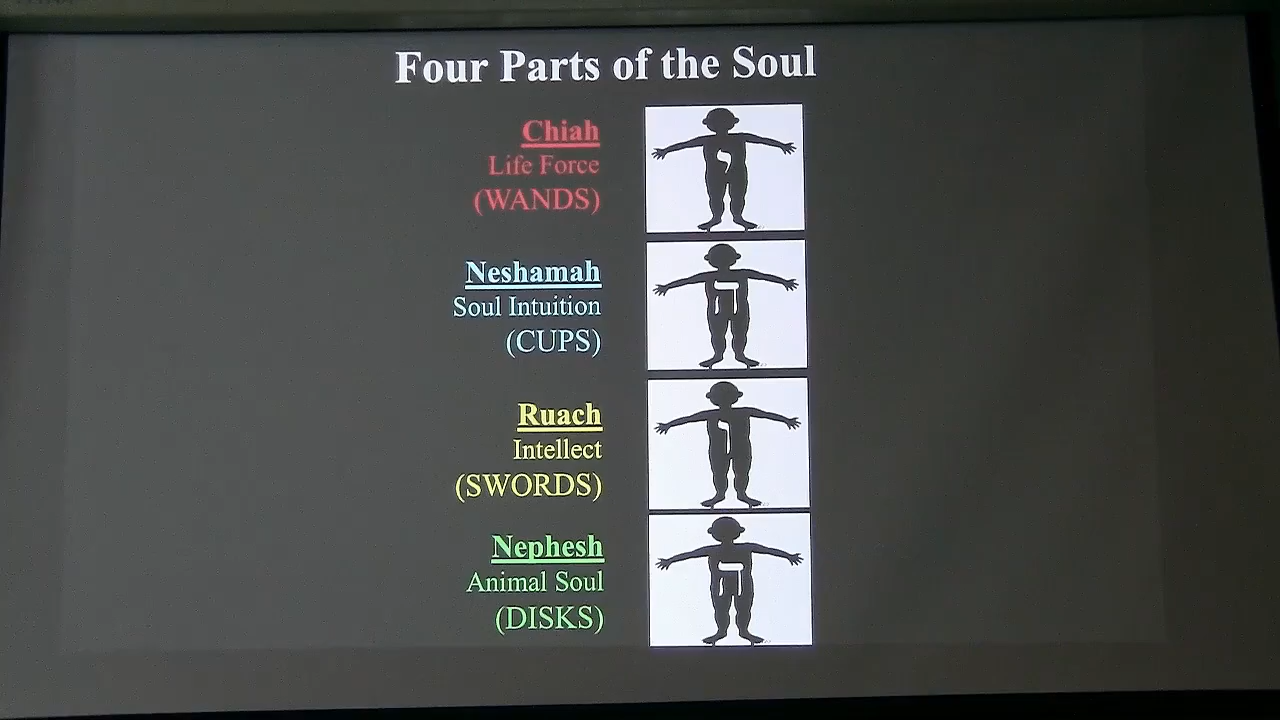 Four Parts of the Soul
Chiah
Life Force
(WANDS)
Neshamah
Soul Intuition
(CUPS)
Ruach
Intellect
(SWORDS)
Nephesh
Animal Soul
(DISKS)